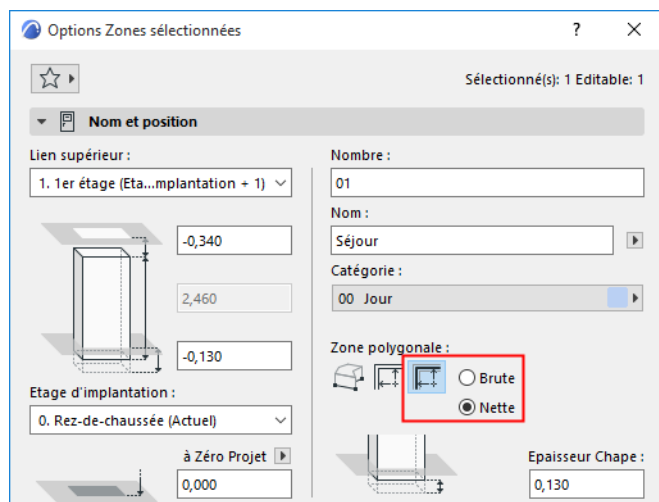 Options Zones sélectionnées
Sélectionné(s): 1 Editable: 1
Nom et position
Lien supérieur :
1. 1er étage (Eta...mplantation + 1)
-0,340
2,460
-0,130
Etage d'implantation :
0. Rez-de-chaussée (Actuel)
à Zéro Projet
0,000
Nombre :
01
Nom :
Séjour
Catégorie :
00 Jour
Zone polygonale :
Brute
Nette
Epaisseur Chape :
0,130